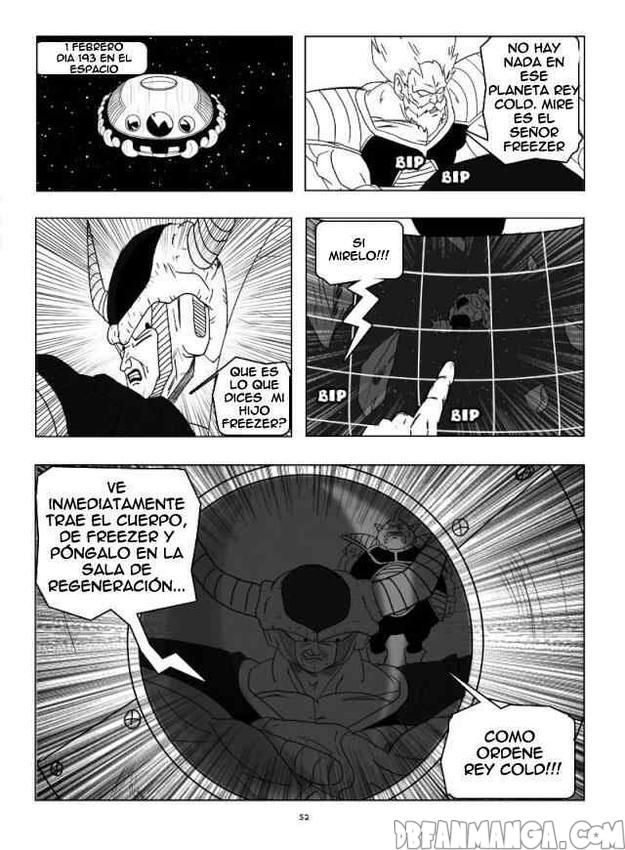 1 FEBRERO
DIA 193 EN EL
ESPACIO
NO HAY
NADA EN
ESE
PLANETA REY
COLD. MIRE
ES EL
SEÑOR
FREEZER
BIP
BIP
QUE ES
LO QUE
DICES MI
HIJO
FREEZER?
SI
MIRELO!!!
BIP
BIP
VE
INMEDIATAMENTE
TRAE EL CUERPO,
DE FREEZER Y
PÓNGALO EN LA
SALA DE
REGENERACIÓN...
COMO
ORDENE
REY COLD!!!
52
DBFANMANGA.COM